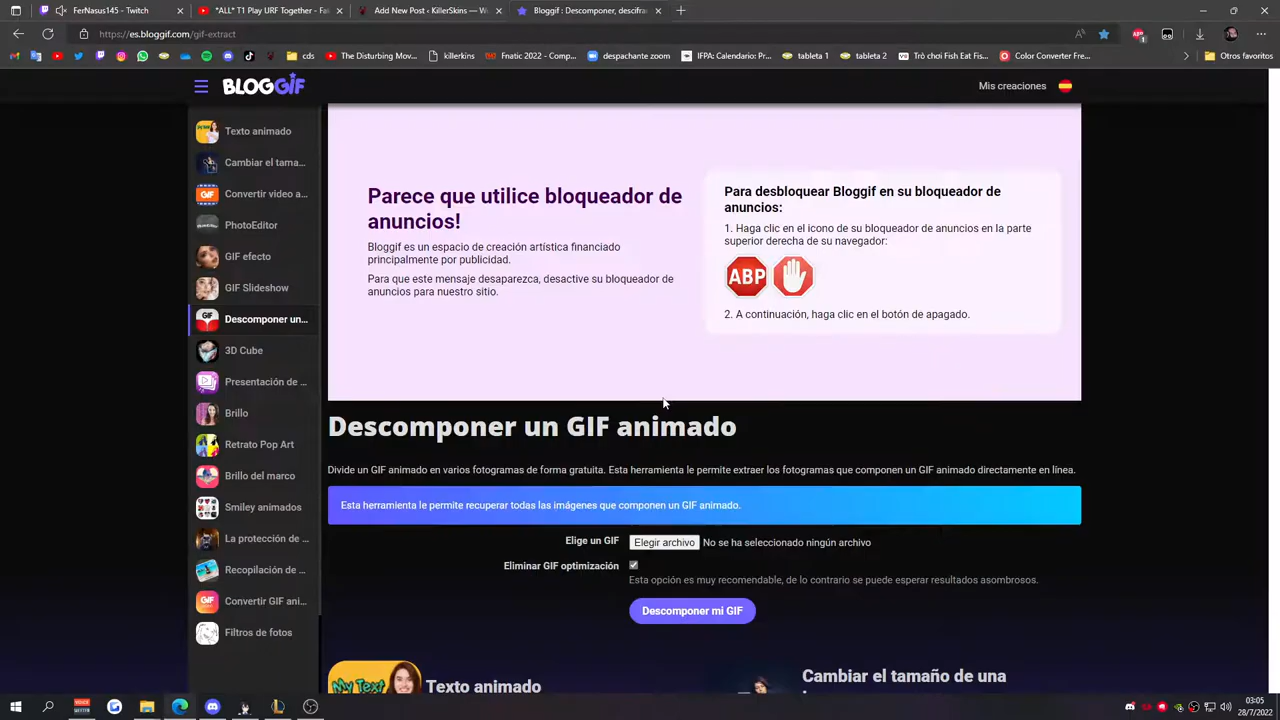 FerNasus105 - Twitch
"ALL" T1 Play URF Together - Fa
Add New Post ‹ KillerSkins — W
Bloggif : Descomponer, descifr
https://es.bloggif.com/gif-extract
cds
The Disturbing Mov...
killerkins
Fnatic 2022 - Comp...
despachante zoom
IFPA: Calendario: Pr...
tableta 1
tableta 2
Trò chơi Fish Eat Fis...
Color Converter Fre...
Otros favoritos
BLOGGIF
Mis creaciones
Texto animado
Cambiar el tama...
Convertir video a...
PhotoEditor
GIF efecto
GIF Slideshow
Descomponer un...
3D Cube
Presentación de ...
Brillo
Retrato Pop Art
Brillo del marco
Smiley animados
La protección de ...
Recopilación de ...
Convertir GIF ani...
Filtros de fotos
Parece que utilice bloqueador de
anuncios!
Bloggif es un espacio de creación artística financiado
principalmente por publicidad.
Para que este mensaje desaparezca, desactive su bloqueador de
anuncios para nuestro sitio.
Para desbloquear Bloggif en su bloqueador de
anuncios:
1. Haga clic en el icono de su bloqueador de anuncios en la parte
superior derecha de su navegador:
ABP
2. A continuación, haga clic en el botón de apagado.
Descomponer un GIF animado
Divide un GIF animado en varios fotogramas de forma gratuita. Esta herramienta le permite extraer los fotogramas que componen un GIF animado directamente en línea.
Esta herramienta le permite recuperar todas las imágenes que componen un GIF animado.
Elige un GIF
Elegir archivo No se ha seleccionado ningún archivo
Eliminar GIF optimización
Esta opción es muy recomendable, de lo contrario se puede esperar resultados asombrosos.
Descomponer mi GIF
My Text
Texto animado
Cambiar el tamaño de una
03:05
28/7/2022